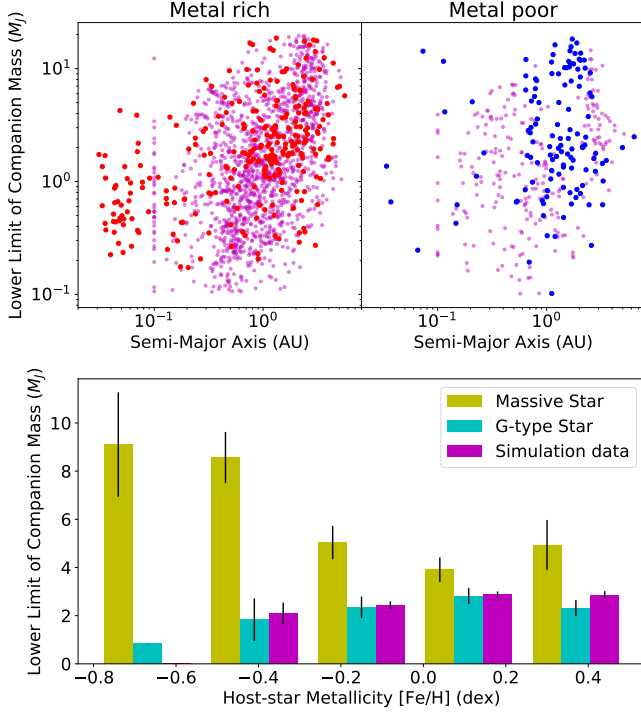 Metal rich
Metal poor
Lower Limit of Companion Mass (M_J)
10¹
10⁰
10⁻¹
10⁻¹ 10⁰
10⁻¹ 10⁰
Semi-Major Axis (AU)
Semi-Major Axis (AU)
Lower Limit of Companion Mass (M_J)
10
8
6
4
2
0
Massive Star
G-type Star
Simulation data
−0.8 −0.6 −0.4 −0.2 0.0 0.2 0.4
Host-star Metallicity [Fe/H] (dex)